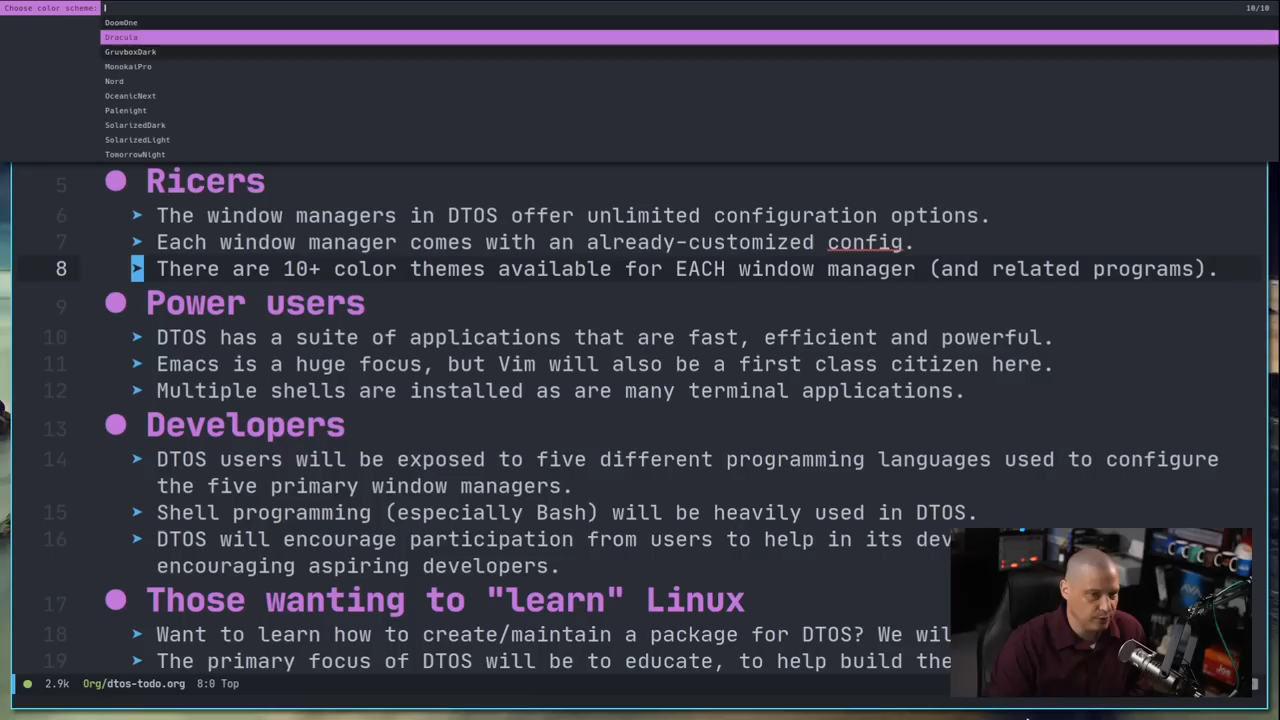 Choose color scheme:
10/10
DoomOne
Dracula
GruvboxDark
MonokaiPro
Nord
OceanicNext
Palenight
SolarizedDark
SolarizedLight
TomorrowNight
5 Ricers
6 The window managers in DTOS offer unlimited configuration options.
7 Each window manager comes with an already-customized config.
8 There are 10+ color themes available for EACH window manager (and related programs).
9 Power users
10 DTOS has a suite of applications that are fast, efficient and powerful.
11 Emacs is a huge focus, but Vim will also be a first class citizen here.
12 Multiple shells are installed as are many terminal applications.
13 Developers
14 DTOS users will be exposed to five different programming languages used to configure
the five primary window managers.
15 Shell programming (especially Bash) will be heavily used in DTOS.
16 DTOS will encourage participation from users to help in its dev
encouraging aspiring developers.
17 Those wanting to "learn" Linux
18 Want to learn how to create/maintain a package for DTOS? We wil
19 The primary focus of DTOS will be to educate, to help build the
2.9k Org/dtos-todo.org 8:0 Top